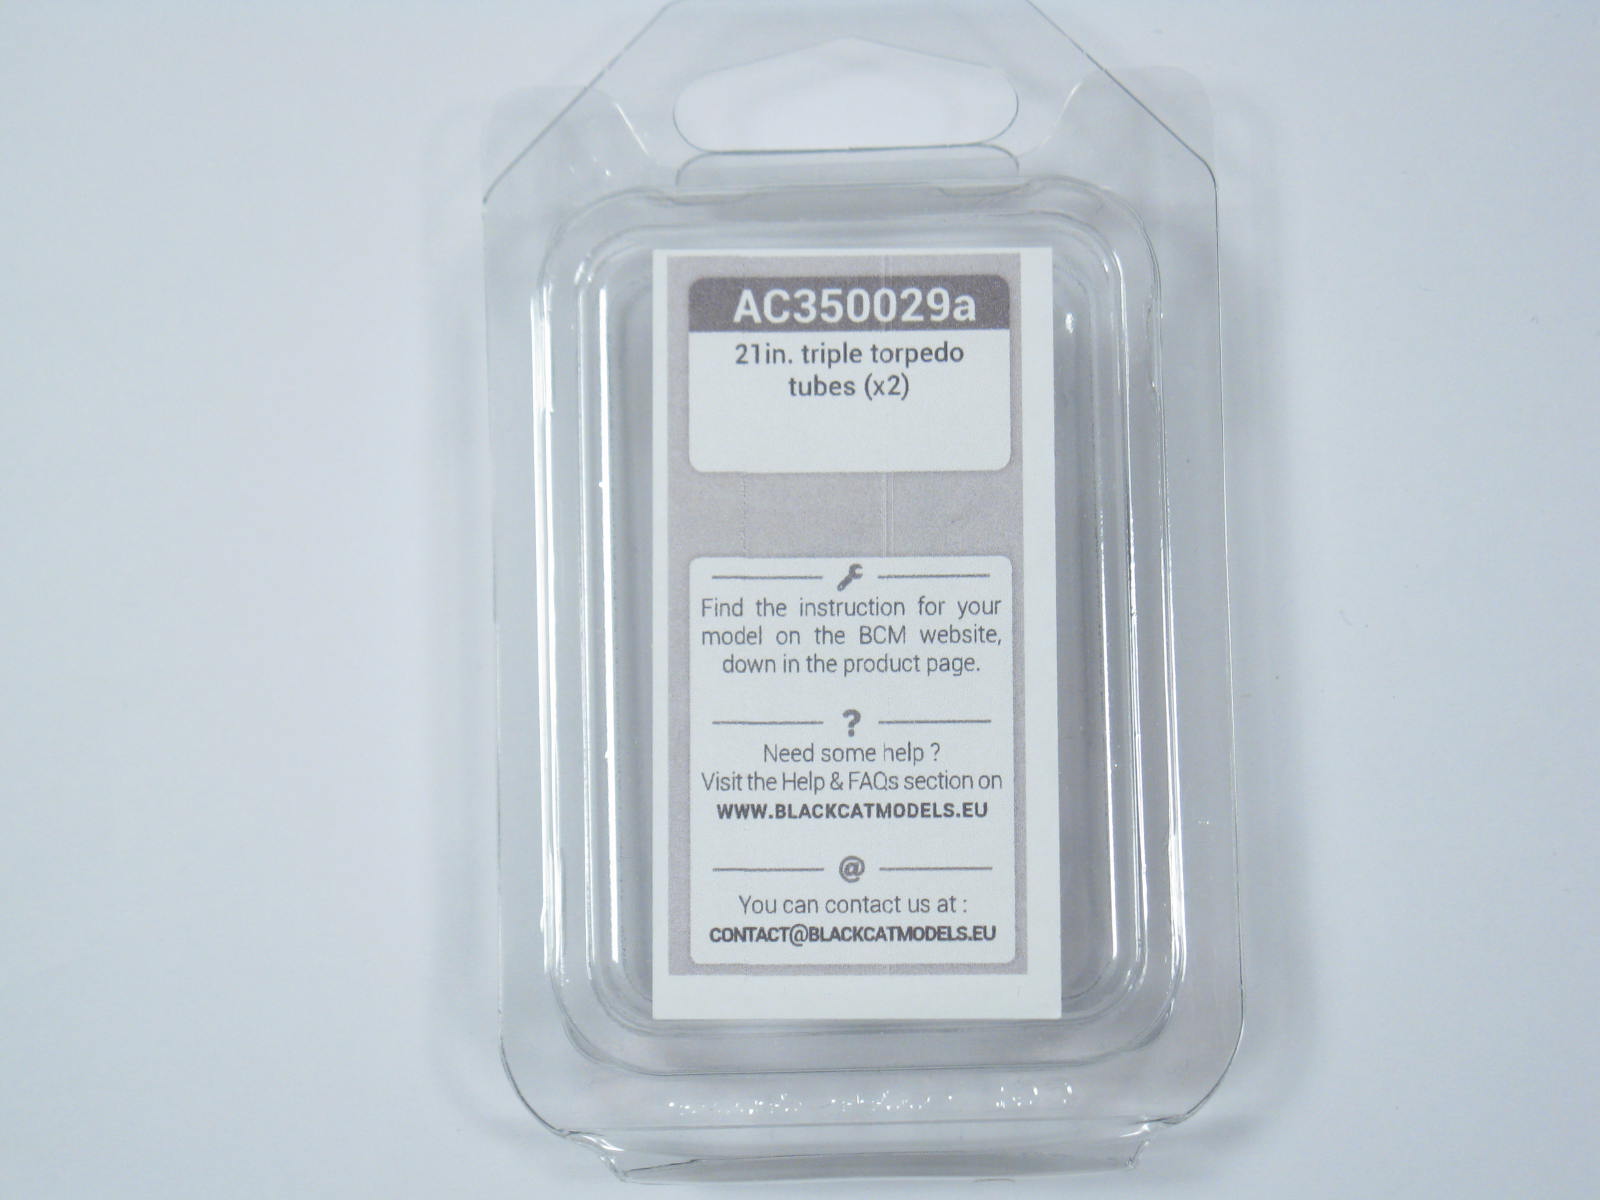 AC350029a
21in. triple torpedo
tubes (x2)
Find the instruction for your
model on the BCM website,
down in the product page.
?
Need some help ?
Visit the Help & FAQs section on
WWW.BLACKCATMODELS.EU
@
You can contact us at :
CONTACT@BLACKCATMODELS.EU